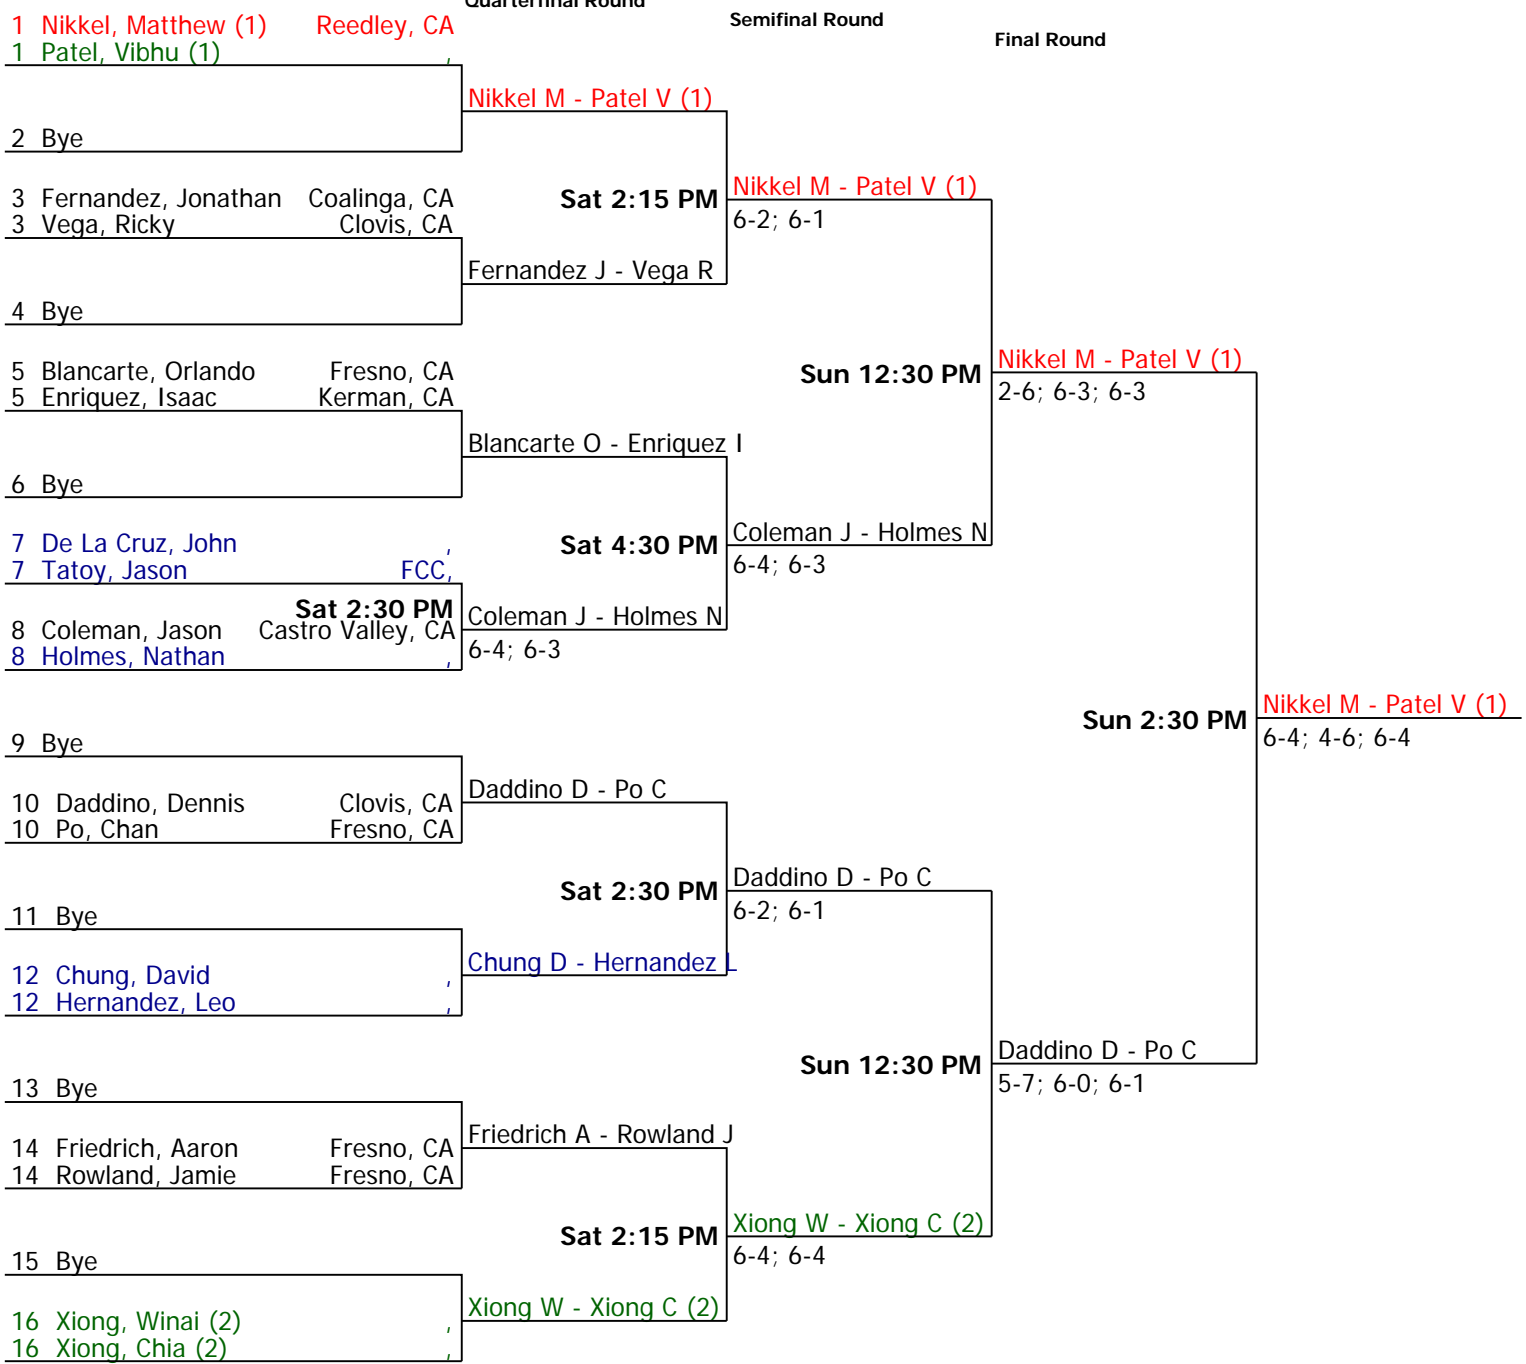 Quarterfinal Round
Semifinal Round
Final Round
1 Nikkel, Matthew (1) Reedley, CA
1 Patel, Vibhu (1) ,
Nikkel M - Patel V (1)
2 Bye
3 Fernandez, Jonathan Coalinga, CA
3 Vega, Ricky Clovis, CA
Sat 2:15 PM
Nikkel M - Patel V (1)
6-2; 6-1
Fernandez J - Vega R
4 Bye
5 Blancarte, Orlando Fresno, CA
5 Enriquez, Isaac Kerman, CA
Sun 12:30 PM
Nikkel M - Patel V (1)
2-6; 6-3; 6-3
Blancarte O - Enriquez I
6 Bye
7 De La Cruz, John ,
7 Tatoy, Jason FCC,
Sat 4:30 PM
Coleman J - Holmes N
6-4; 6-3
Sat 2:30 PM
8 Coleman, Jason Castro Valley, CA
8 Holmes, Nathan ,
Coleman J - Holmes N
6-4; 6-3
Sun 2:30 PM
Nikkel M - Patel V (1)
6-4; 4-6; 6-4
9 Bye
Daddino D - Po C
10 Daddino, Dennis Clovis, CA
10 Po, Chan Fresno, CA
Sat 2:30 PM
Daddino D - Po C
6-2; 6-1
11 Bye
Chung D - Hernandez L
12 Chung, David ,
12 Hernandez, Leo ,
Sun 12:30 PM
Daddino D - Po C
5-7; 6-0; 6-1
13 Bye
Friedrich A - Rowland J
14 Friedrich, Aaron Fresno, CA
14 Rowland, Jamie Fresno, CA
Sat 2:15 PM
Xiong W - Xiong C (2)
6-4; 6-4
15 Bye
Xiong W - Xiong C (2)
16 Xiong, Winai (2) ,
16 Xiong, Chia (2) ,